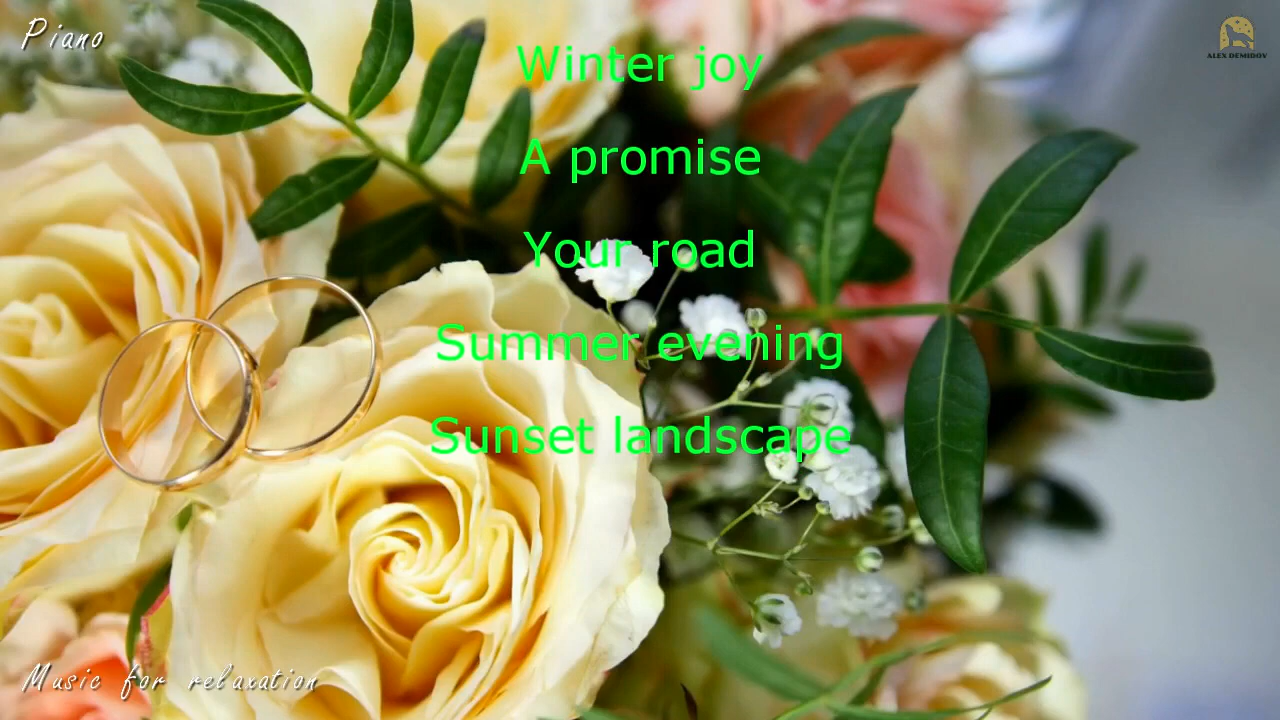 Piano
ALEX DEMIDOV
Winter joy
A promise
Your road
Summer evening
Sunset landscape
Music for relaxation